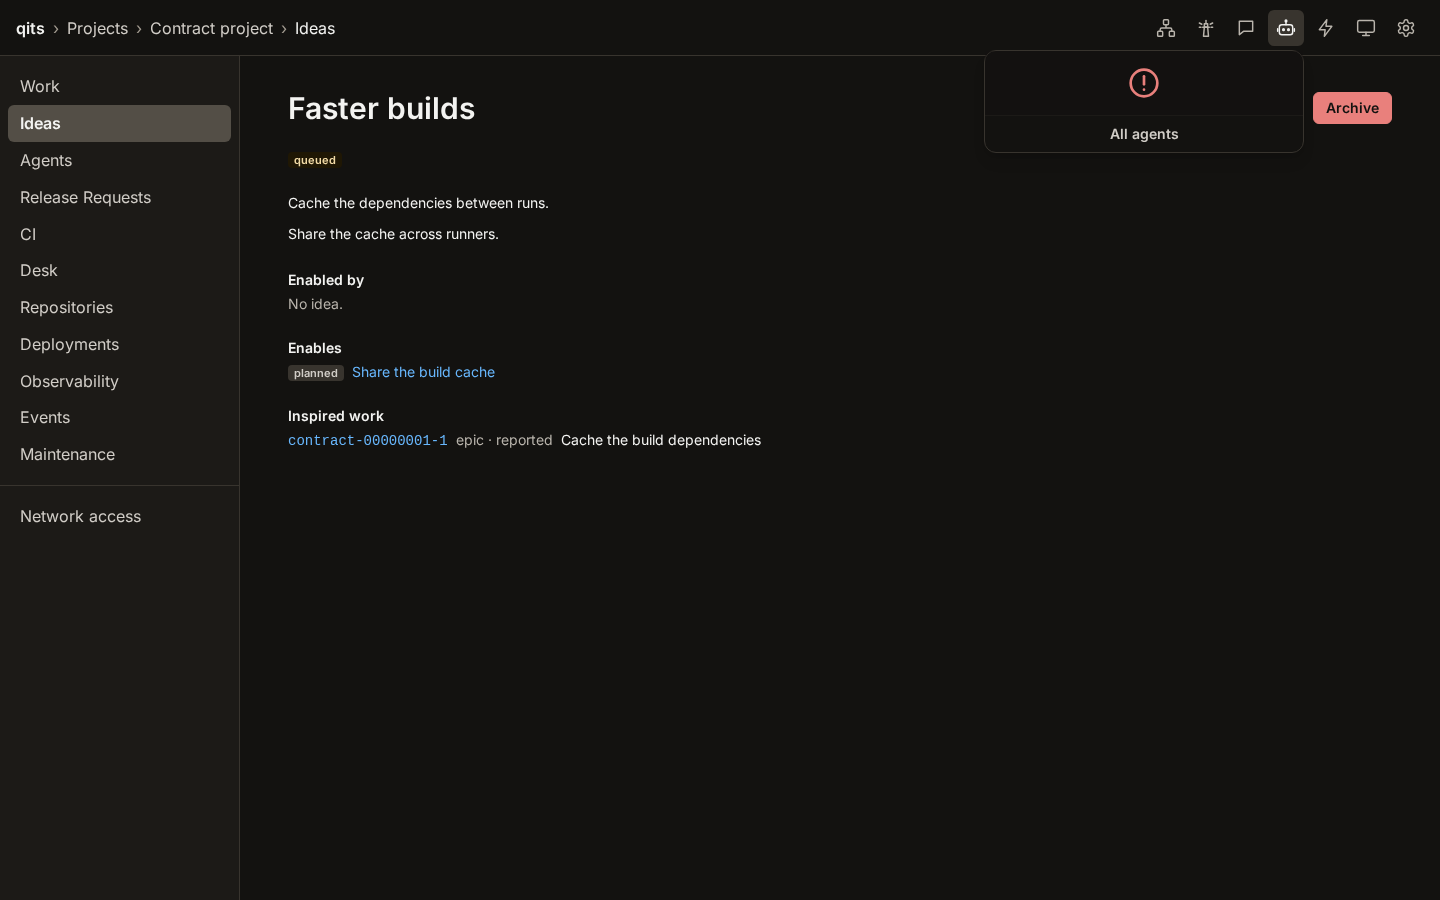 qits › Projects › Contract project › Ideas
Work
Ideas
Agents
Release Requests
CI
Desk
Repositories
Deployments
Observability
Events
Maintenance
Network access
All agents
Faster builds
Archive
queued
Cache the dependencies between runs.
Share the cache across runners.
Enabled by
No idea.
Enables
planned Share the build cache
Inspired work
contract-00000001-1 epic · reported Cache the build dependencies